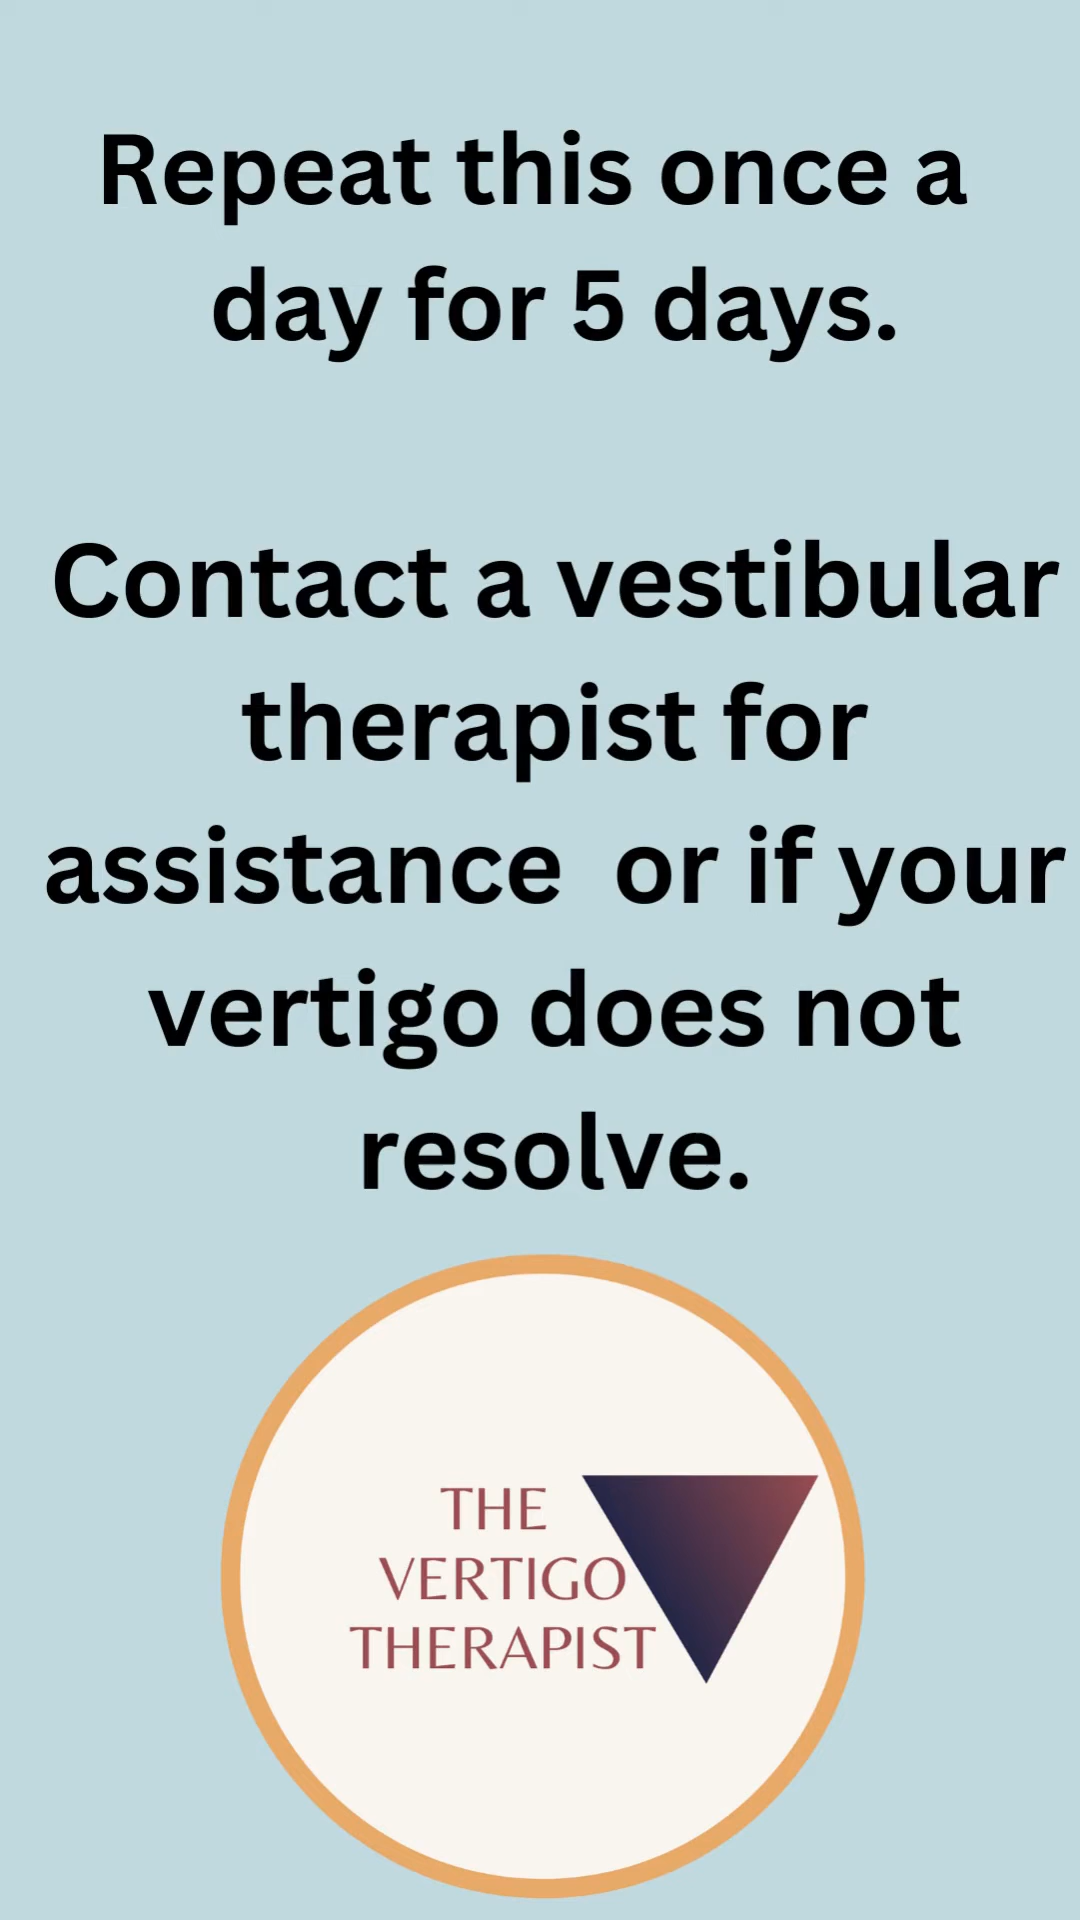 Repeat this once a
day for 5 days.
Contact a vestibular
therapist for
assistance  or if your
vertigo does not
resolve.
THE
VERTIGO
THERAPIST